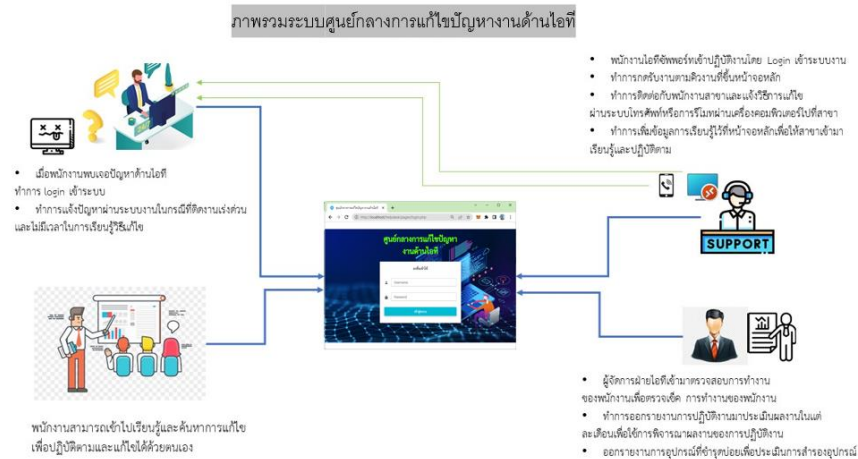 ภาพรวมระบบศูนย์กลางการแก้ไขปัญหางานด้านไอที
• พนักงานไอทีซัพพอร์ทเข้าปฏิบัติงานโดย Login เข้าระบบงาน
• ทำการกดรับงานตามคิวงานที่ขึ้นหน้าจอหลัก
• ทำการติดต่อกับพนักงานสาขาและแจ้งวิธีการแก้ไข
ผ่านระบบโทรศัพท์หรือการรีโมทผ่านเครื่องคอมพิวเตอร์ไปที่สาขา
• ทำการเพิ่มข้อมูลการเรียนรู้ไว้ที่หน้าจอหลักเพื่อให้สาขาเข้ามา
เรียนรู้และปฏิบัติตาม
• เมื่อพนักงานพบเจอปัญหาด้านไอที
ทำการ login เข้าระบบ
• ทำการแจ้งปัญหาผ่านระบบงานในกรณีที่ติดงานเร่งด่วน
และไม่มีเวลาในการเรียนรู้วิธีแก้ไข
ศูนย์กลางการแก้ไขปัญหา
งานด้านไอที
Username
Password
เข้าสู่ระบบ
SUPPORT
พนักงานสามารถเข้าไปเรียนรู้และค้นหาการแก้ไข
เพื่อปฏิบัติตามและแก้ไขได้ด้วยตนเอง
• ผู้จัดการฝ่ายไอทีเข้ามาตรวจสอบการทำงาน
ของพนักงานเพื่อตรวจเช็ค การทำงานของพนักงาน
• ทำการออกรายงานการปฏิบัติงานมาประเมินผลงานในแต่
ละเดือนเพื่อใช้การพิจารณาผลงานของการปฏิบัติงาน
• ออกรายงานการอุปกรณ์ที่ชำรุดบ่อยเพื่อประเมินการสำรองอุปกรณ์